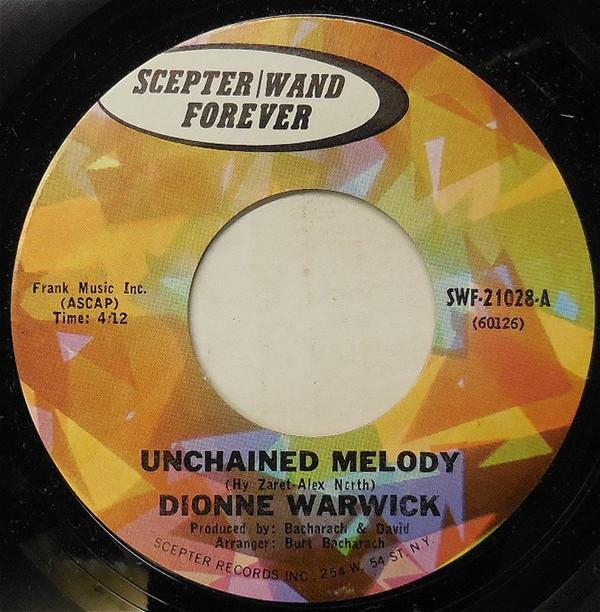 SCEPTER|WAND
FOREVER
Frank Music Inc.
(ASCAP)
Time: 4:12
SWF-21028-A
(60126)
UNCHAINED MELODY
(Hy Zaret-Alex North)
DIONNE WARWICK
Produced by: Bacharach & David
Arranger: Burt Bacharach
SCEPTER RECORDS INC., 254 W. 54 ST. N.Y.